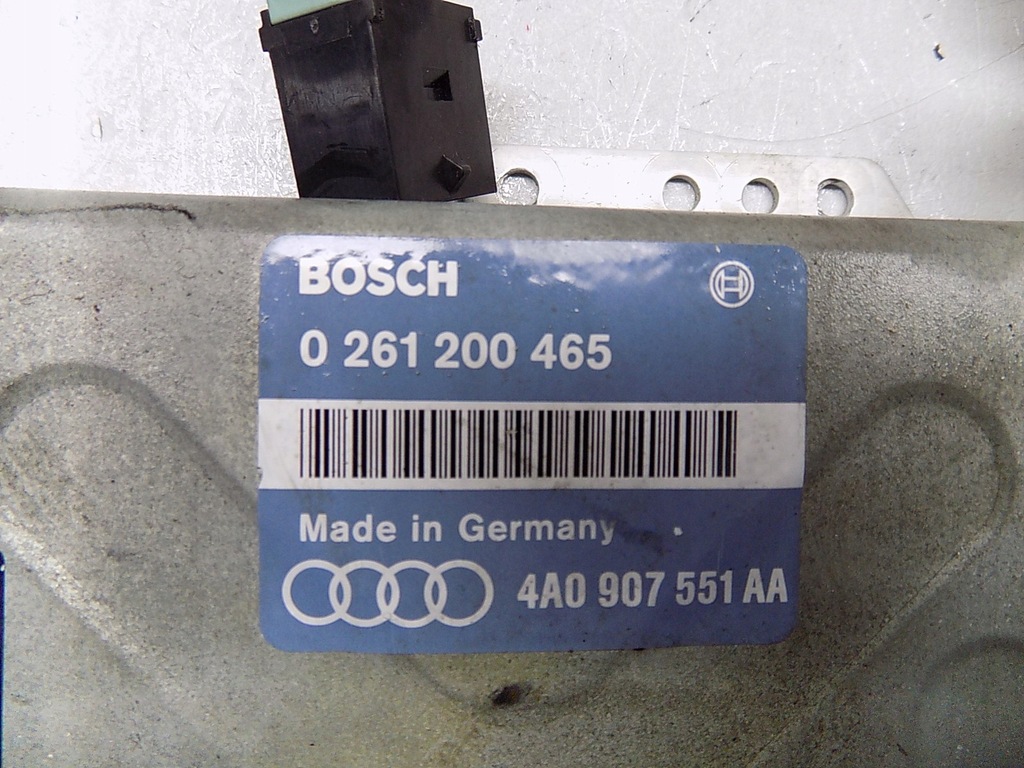 BOSCH
0 261 200 465
Made in Germany
4A0 907 551 AA